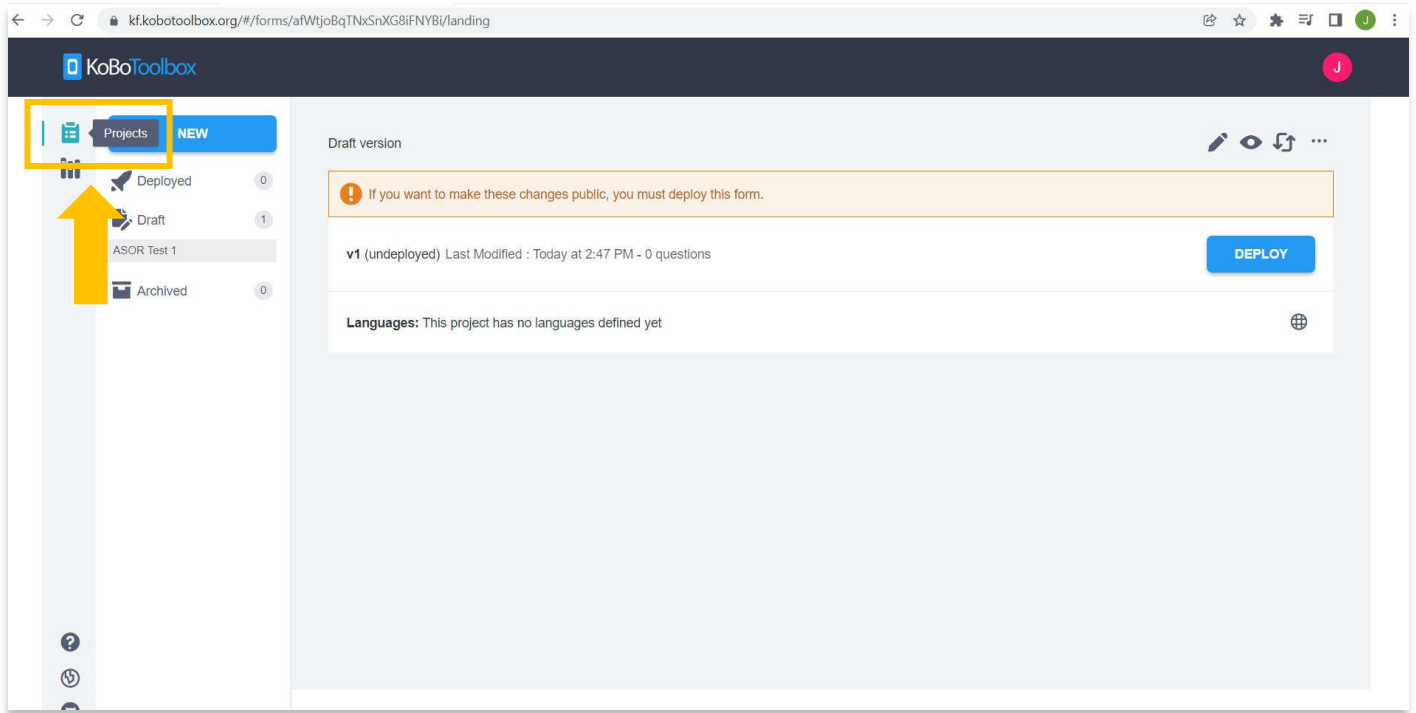 kf.kobotoolbox.org/#/forms/afWtjoBqTNxSnXG8iFNYBi/landing
J
KoBoToolbox
J
Projects
NEW
Deployed 0
Draft 1
ASOR Test 1
Archived 0
Draft version
If you want to make these changes public, you must deploy this form.
v1 (undeployed) Last Modified : Today at 2:47 PM - 0 questions
DEPLOY
Languages: This project has no languages defined yet